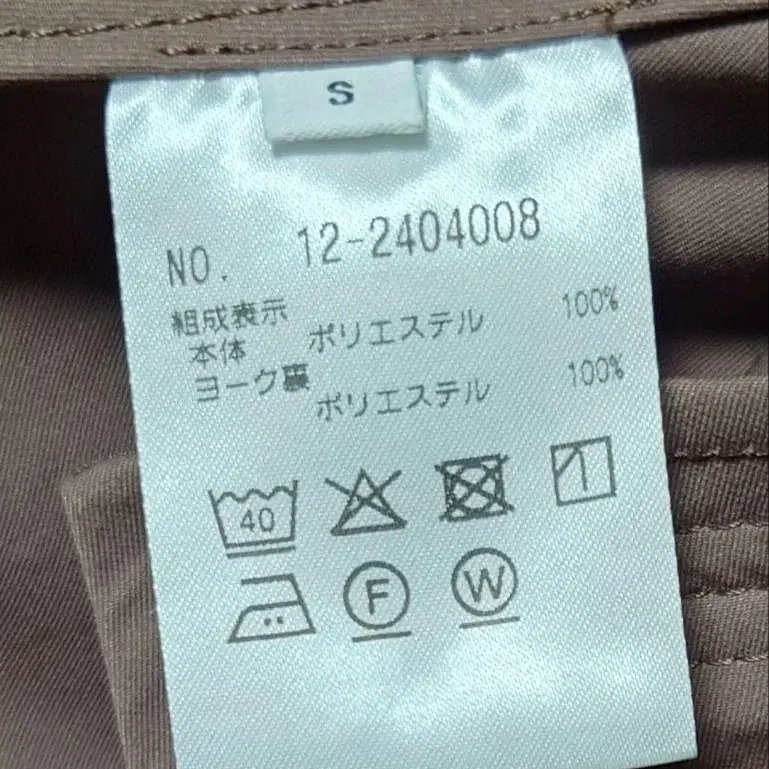 S
NO. 12-2404008
組成表示
本体 ポリエステル 100%
ヨーク裏 ポリエステル 100%
40
F W